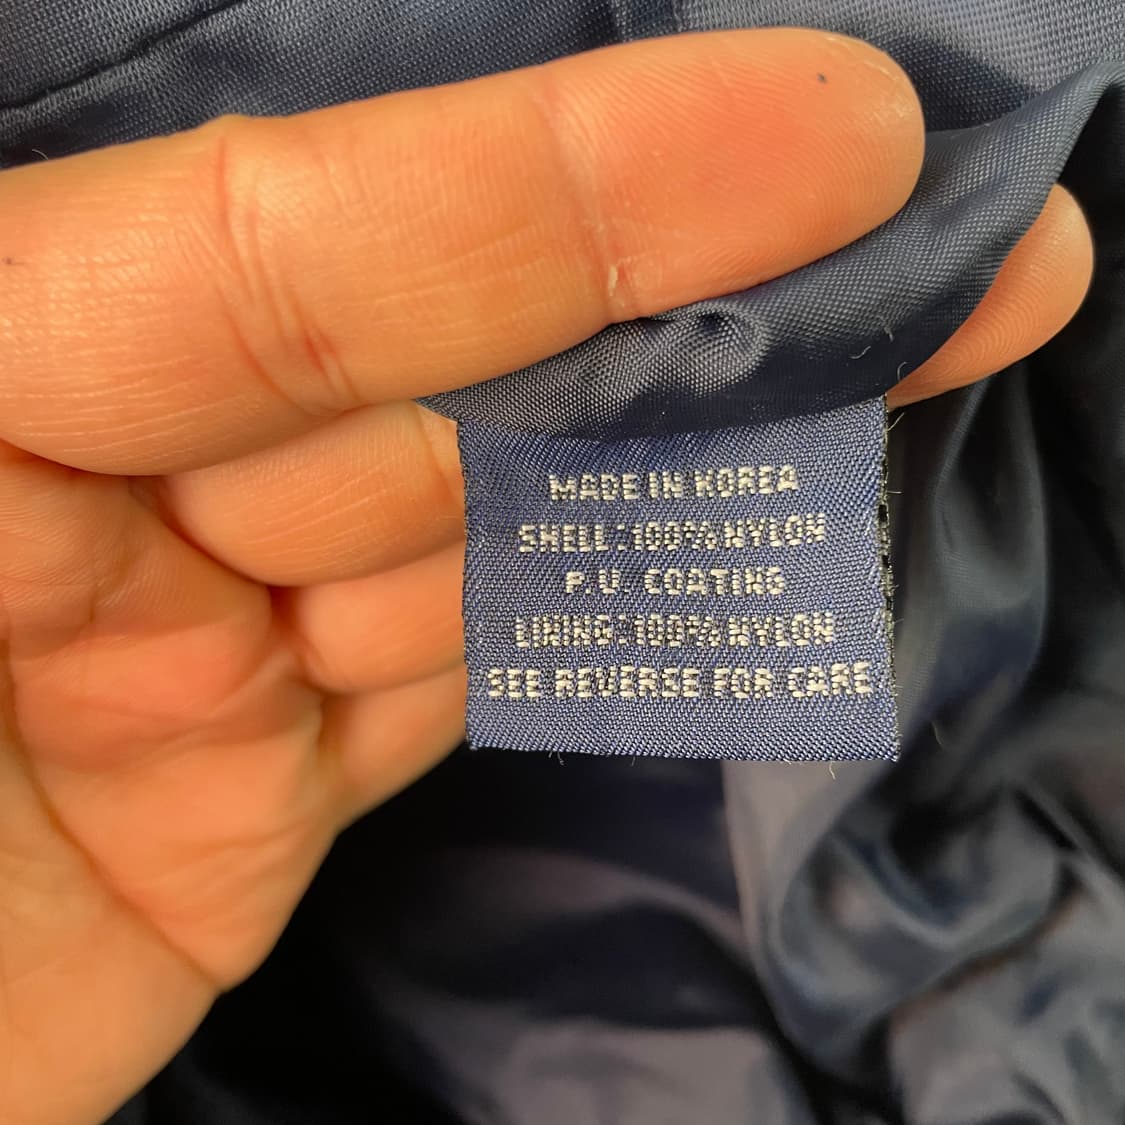 MADE IN KOREA
SHELL:100%NYLON
P.U. COATING
LINING:100%NYLON
SEE REVERSE FOR CARE